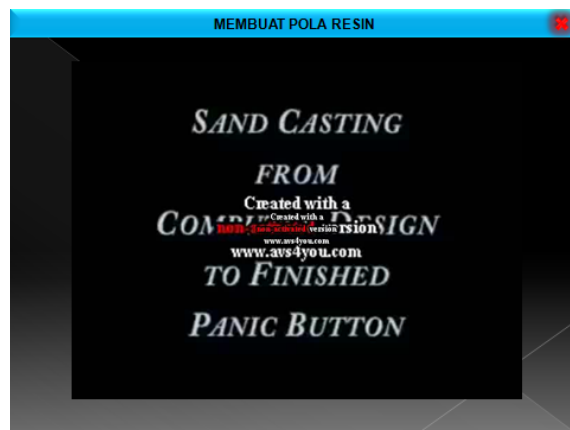 MEMBUAT POLA RESIN
SAND CASTING
FROM
Created with a
Created with a
DESIGN
version
www.avs4you.com
www.avs4you.com
TO FINISHED
PANIC BUTTON